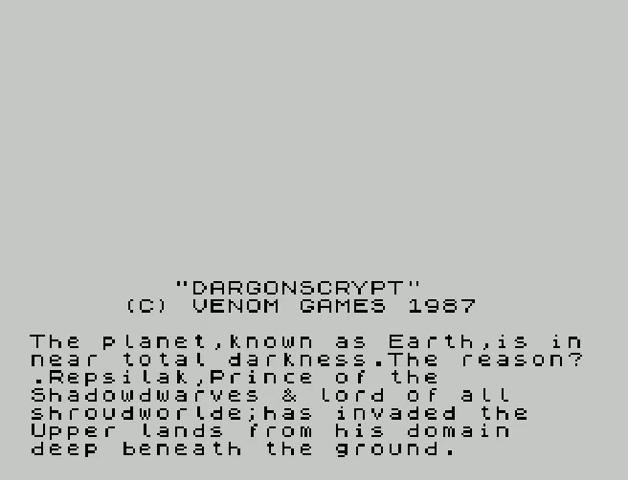 "DARGONSCRYPT"
(C) VENOM GAMES 1987
The planet,known as Earth,is in
near total darkness.The reason?
.Repsilak,Prince of the
Shadowdwarves & lord of all
shroudworlde;has invaded the
Upper lands from his domain
deep beneath the ground.